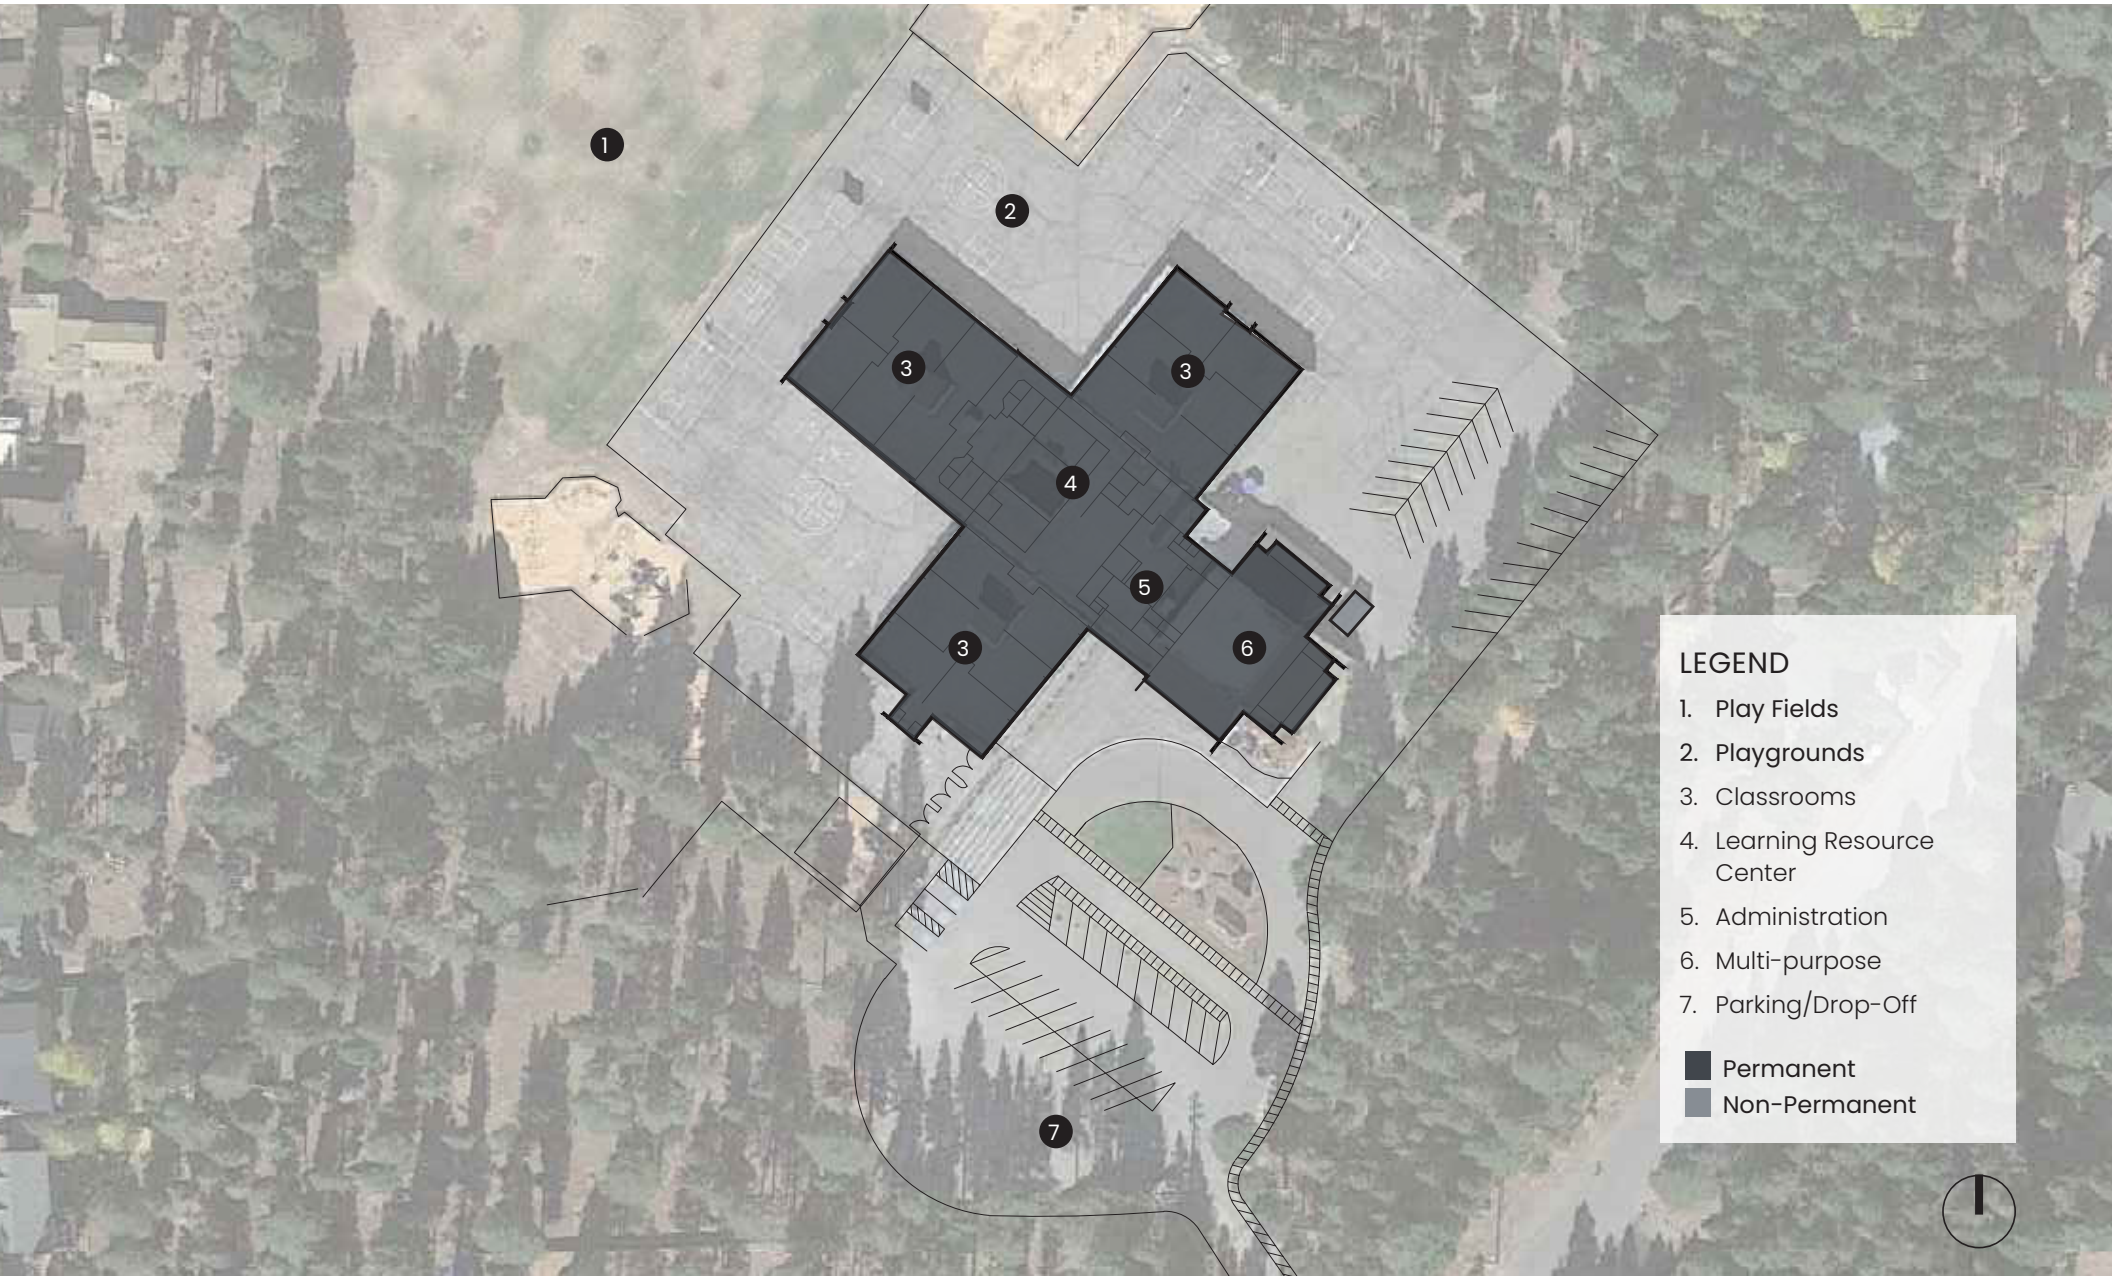 1
2
3
3
4
5
3
6
7
LEGEND
1. Play Fields
2. Playgrounds
3. Classrooms
4. Learning Resource
Center
5. Administration
6. Multi-purpose
7. Parking/Drop-Off
Permanent
Non-Permanent